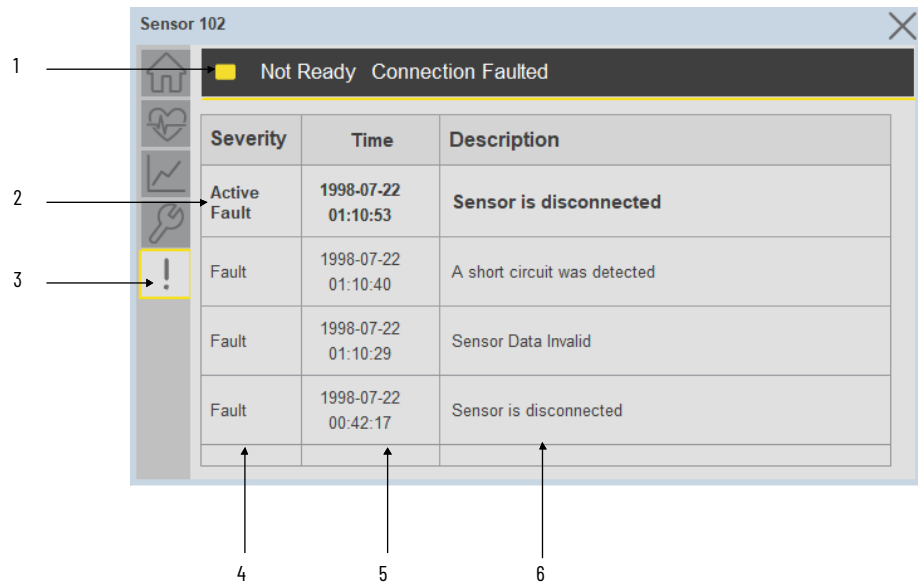 Sensor 102
1
Not Ready Connection Faulted
Severity Time Description
2
Active Fault
1998-07-22
01:10:53
Sensor is disconnected
3
Fault
1998-07-22
01:10:40
A short circuit was detected
Fault
1998-07-22
01:10:29
Sensor Data Invalid
Fault
1998-07-22
00:42:17
Sensor is disconnected
4 5 6